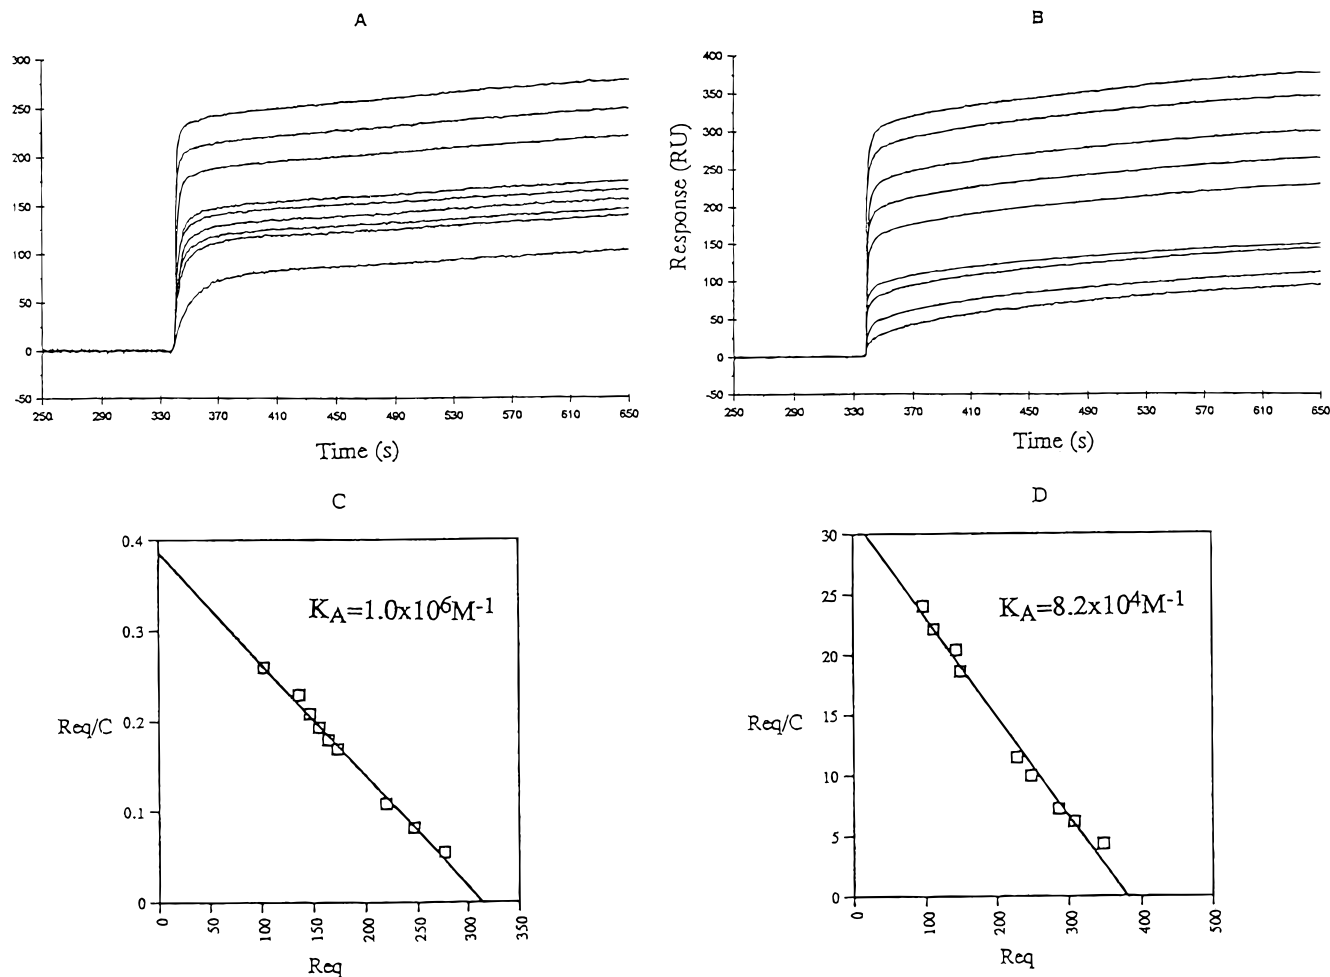 A
300
250
200
150
100
50
0
-50
250 290 330 370 410 450 490 530 570 610 650
Time (s)
B
400
350
300
250
200
150
100
50
0
-50
Response (RU)
250 290 330 370 410 450 490 530 570 610 650
Time (s)
C
0.4
0.3
0.2
0.1
0
Req/C
KA=1.0x10⁶M⁻¹
0 50 100 150 200 250 300 350
Req
D
30
25
20
15
10
5
0
Req/C
KA=8.2x10⁴M⁻¹
0 100 200 300 400 500
Req